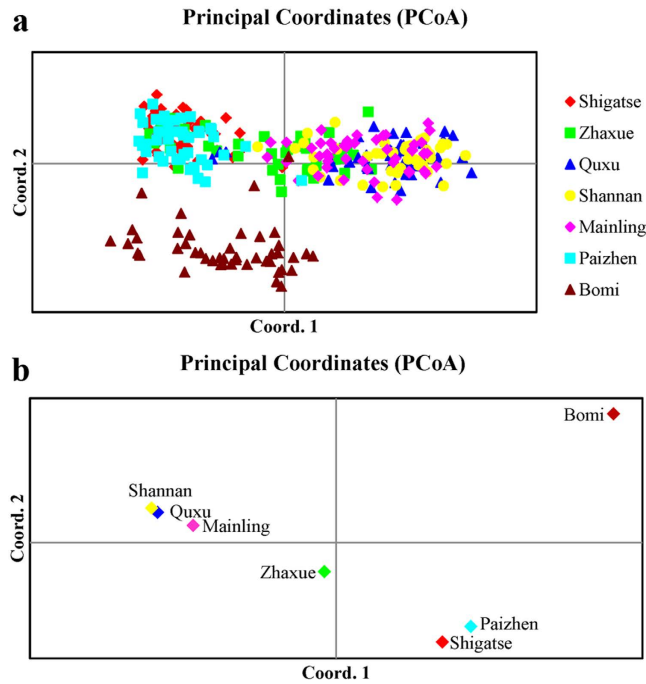 a
Principal Coordinates (PCoA)
Coord. 2
Coord. 1
Shigatse
Zhaxue
Quxu
Shannan
Mainling
Paizhen
Bomi
b
Principal Coordinates (PCoA)
Coord. 2
Bomi
Shannan
Quxu
Mainling
Zhaxue
Paizhen
Shigatse
Coord. 1